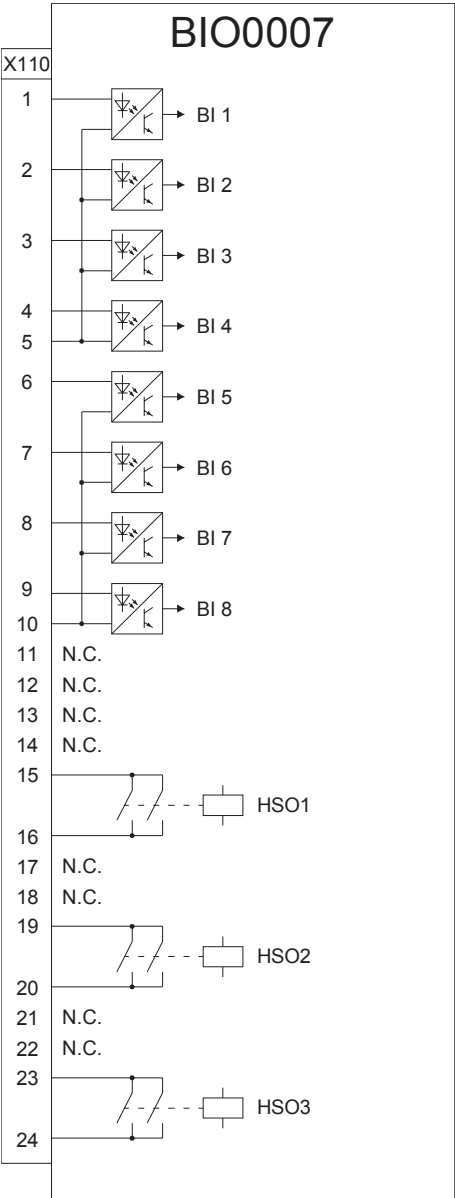 BIO0007
X110
1
BI 1
2
BI 2
3
BI 3
4
BI 4
5
6
BI 5
7
BI 6
8
BI 7
9
BI 8
10
11 N.C.
12 N.C.
13 N.C.
14 N.C.
15
HSO1
16
17 N.C.
18 N.C.
19
HSO2
20
21 N.C.
22 N.C.
23
HSO3
24